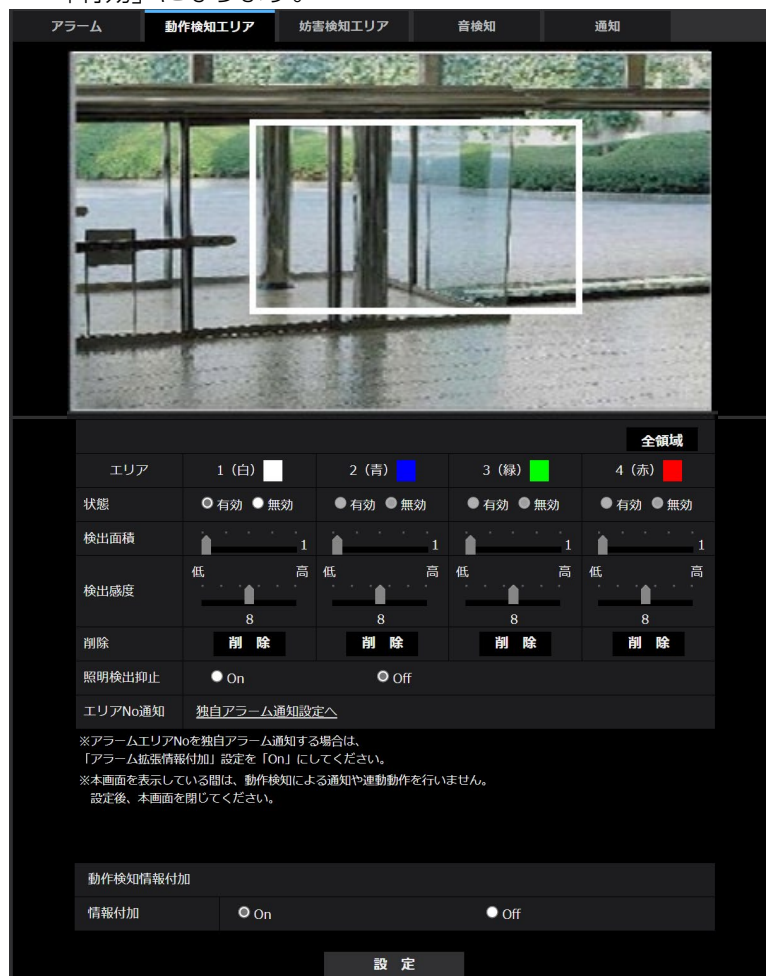 「有効」になります。
アラーム 動作検知エリア 妨害検知エリア 音検知 通知
全領域
エリア 1（白） 2（青） 3（緑） 4（赤）
状態 有効 無効 有効 無効 有効 無効 有効 無効
検出面積 1 1 1 1
低 高 低 高 低 高 低 高
検出感度
8 8 8 8
削除 削 除 削 除 削 除 削 除
照明検出抑止 On Off
エリアNo通知 独自アラーム通知設定へ
※アラームエリアNoを独自アラーム通知する場合は、
「アラーム拡張情報付加」設定を「On」にしてください。
※本画面を表示している間は、動作検知による通知や連動動作を行いません。
設定後、本画面を閉じてください。
動作検知情報付加
情報付加 On Off
設 定